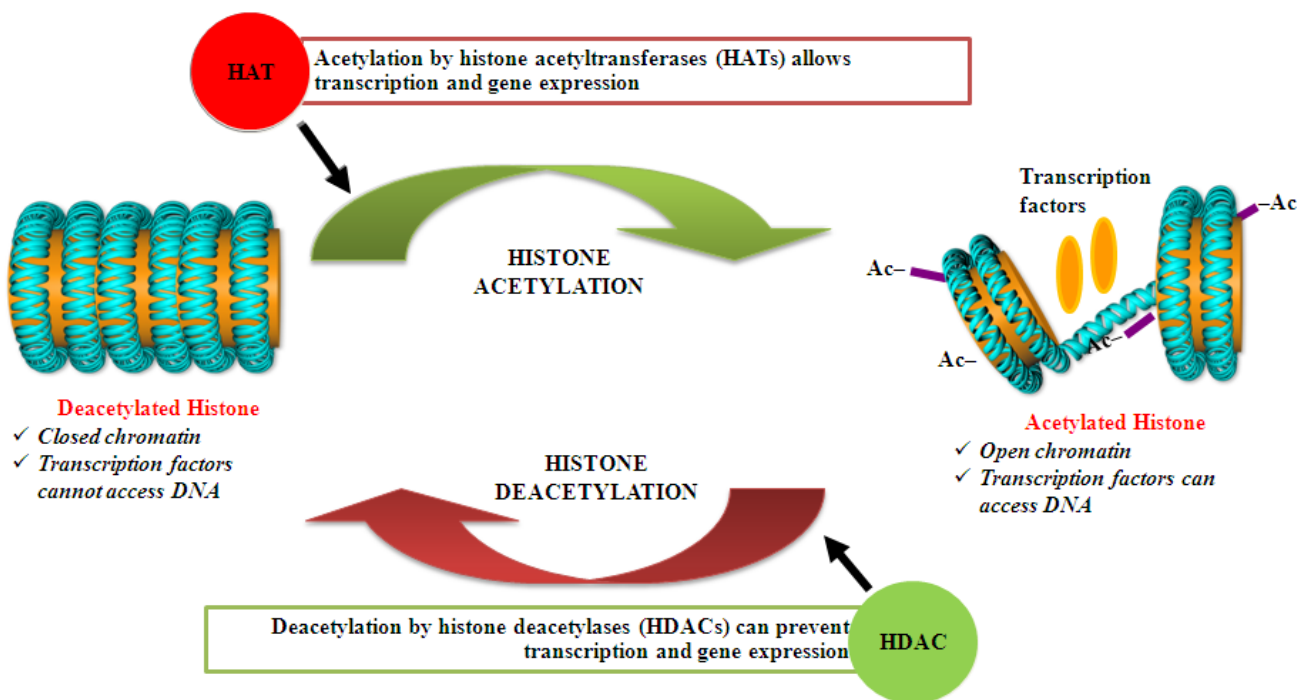 HAT
Acetylation by histone acetyltransferases (HATs) allows
transcription and gene expression
Transcription
factors
–Ac
Ac–
Ac–
Ac–
HISTONE
ACETYLATION
Deacetylated Histone
✓ Closed chromatin
✓ Transcription factors
cannot access DNA
Acetylated Histone
✓ Open chromatin
✓ Transcription factors can
access DNA
HISTONE
DEACETYLATION
Deacetylation by histone deacetylases (HDACs) can prevent
transcription and gene expression
HDAC